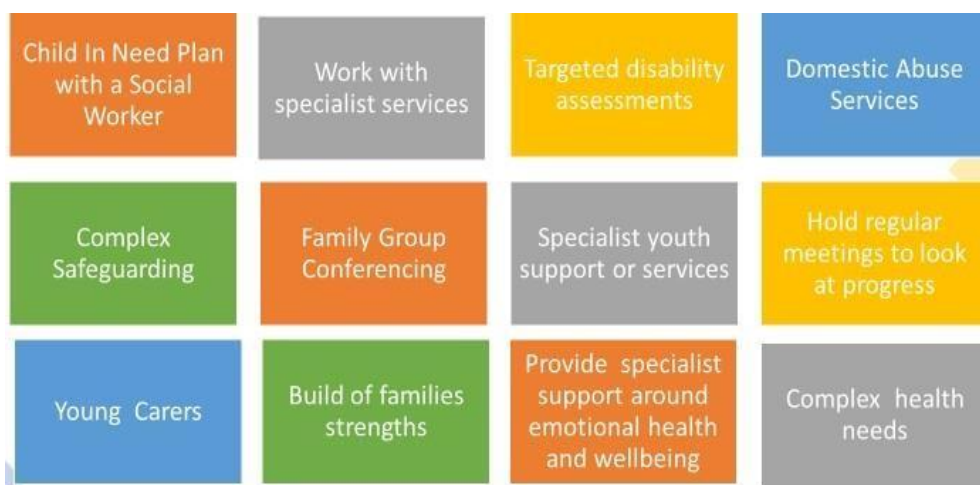 Child In Need Plan
with a Social
Worker
Work with
specialist services
Targeted disability
assessments
Domestic Abuse
Services
Complex
Safeguarding
Family Group
Conferencing
Specialist youth
support or services
Hold regular
meetings to look
at progress
Young Carers
Build of families
strengths
Provide specialist
support around
emotional health
and wellbeing
Complex health
needs